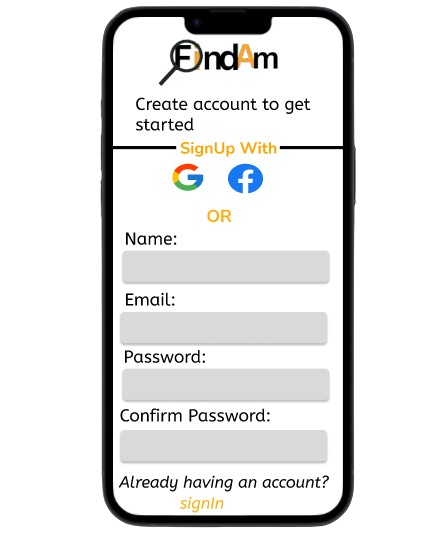 FindAm
Create account to get
started
SignUp With
OR
Name:
Email:
Password:
Confirm Password:
Already having an account?
signIn